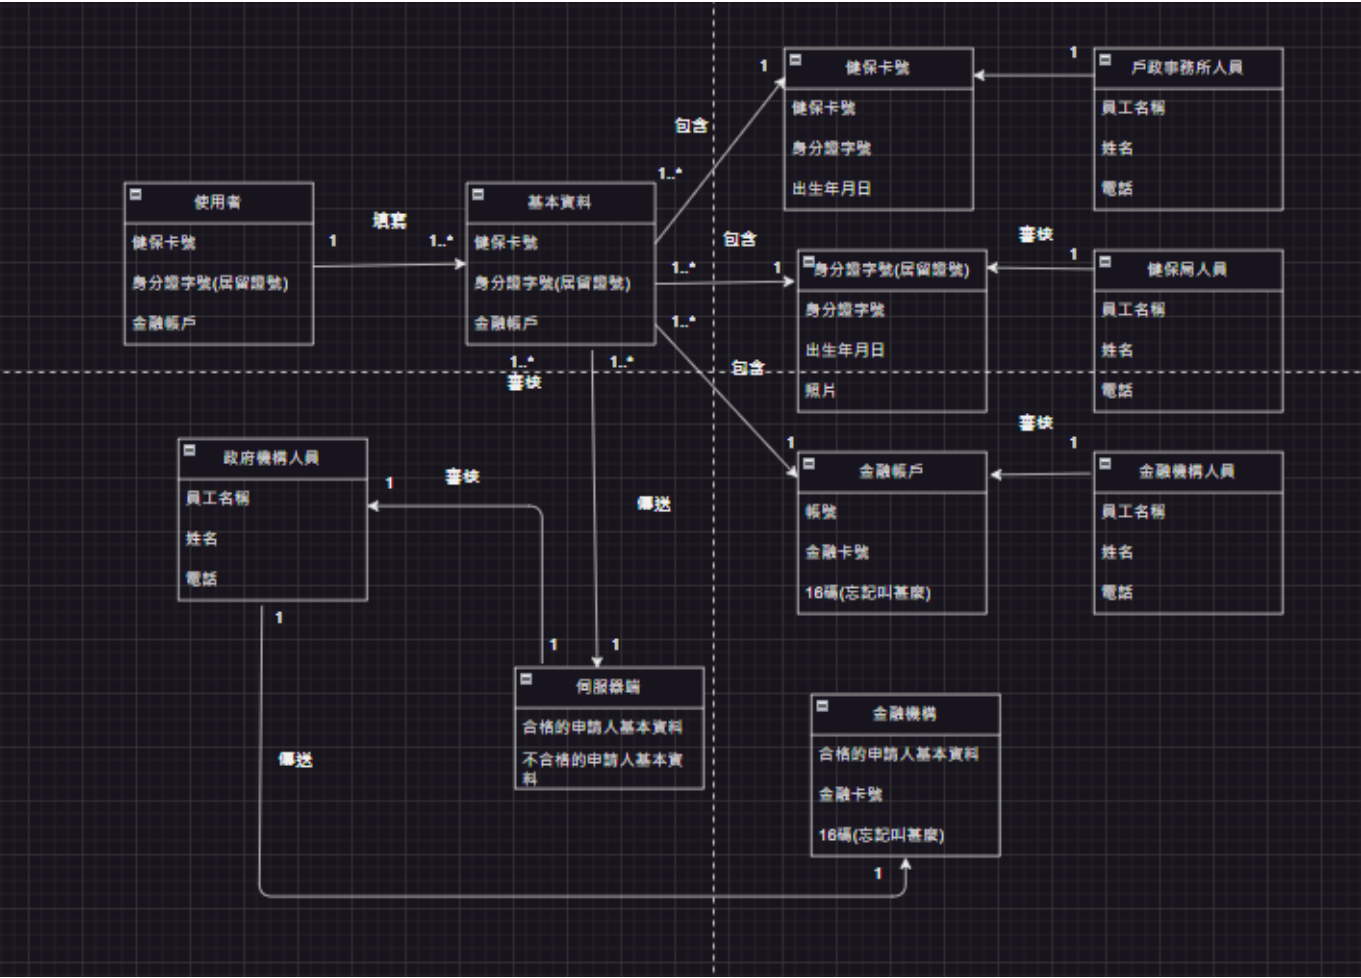 使用者
健保卡號
身分證字號(居留證號)
金融帳戶
1
填寫
1..*
基本資料
健保卡號
身分證字號(居留證號)
金融帳戶
1..*
包含
1
健保卡號
健保卡號
身分證字號
出生年月日
1
戶政事務所人員
員工名稱
姓名
電話
包含
1..*
1
身分證字號(居留證號)
身分證字號
出生年月日
照片
審核
1
健保局人員
員工名稱
姓名
電話
1..*
包含
1
金融帳戶
帳號
金融卡號
16碼(忘記叫甚麼)
審核
1
金融機構人員
員工名稱
姓名
電話
1..*
審核
1..*
傳送
1
政府機構人員
員工名稱
姓名
電話
1
審核
1
伺服器端
合格的申請人基本資料
不合格的申請人基本資
料
1
傳送
1
金融機構
合格的申請人基本資料
金融卡號
16碼(忘記叫甚麼)